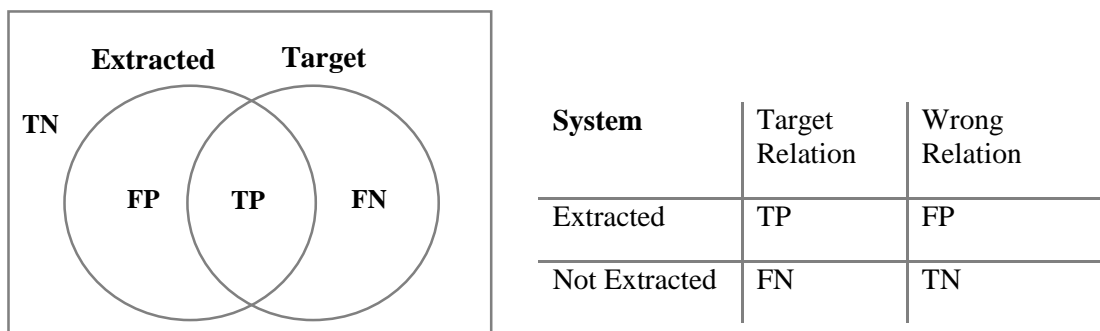 Extracted Target
TN
FP TP FN
System Target Relation Wrong Relation
Extracted TP FP
Not Extracted FN TN